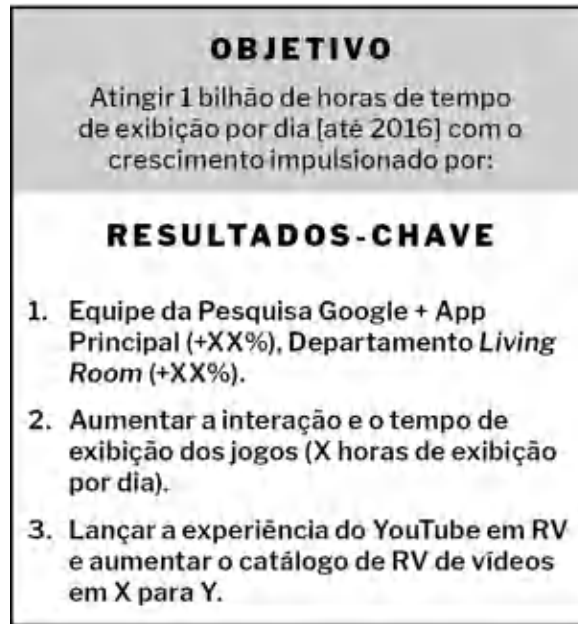 OBJETIVO
Atingir 1 bilhão de horas de tempo
de exibição por dia [até 2016] com o
crescimento impulsionado por:
RESULTADOS-CHAVE
1. Equipe da Pesquisa Google + App
Principal (+XX%), Departamento Living
Room (+XX%).
2. Aumentar a interação e o tempo de
exibição dos jogos (X horas de exibição
por dia).
3. Lançar a experiência do YouTube em RV
e aumentar o catálogo de RV de vídeos
em X para Y.